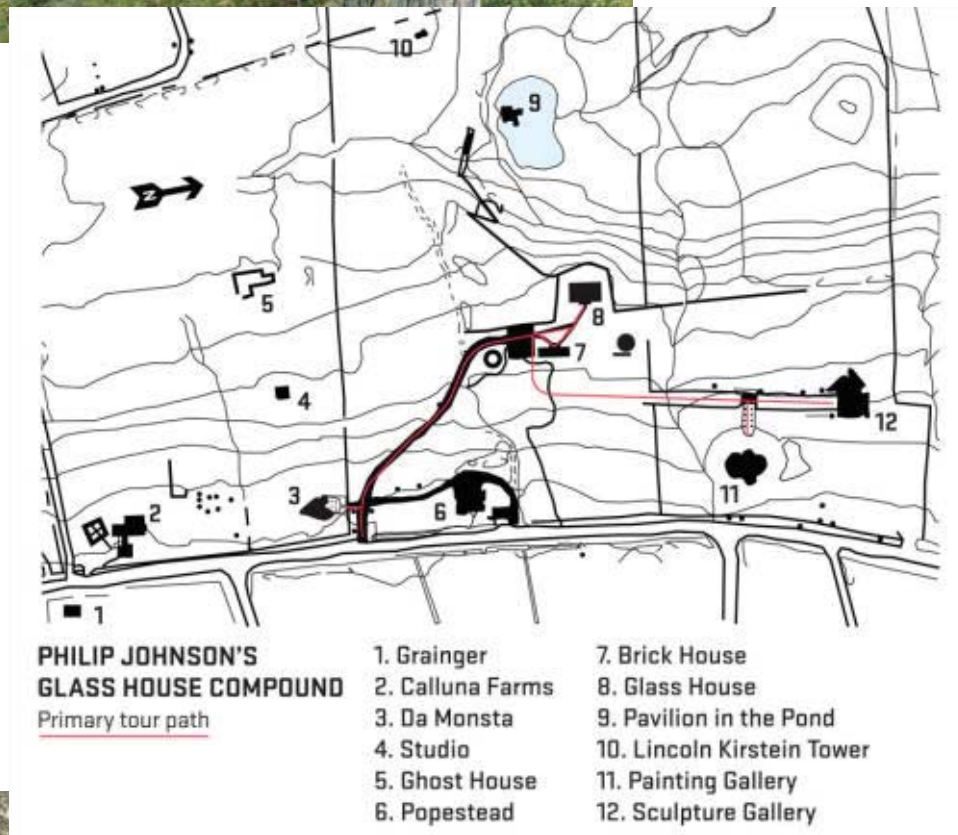 10
9
N
5
8
7
4
12
3
11
6
2
1
PHILIP JOHNSON'S
GLASS HOUSE COMPOUND
Primary tour path
1. Grainger
2. Calluna Farms
3. Da Monsta
4. Studio
5. Ghost House
6. Popestead
7. Brick House
8. Glass House
9. Pavilion in the Pond
10. Lincoln Kirstein Tower
11. Painting Gallery
12. Sculpture Gallery